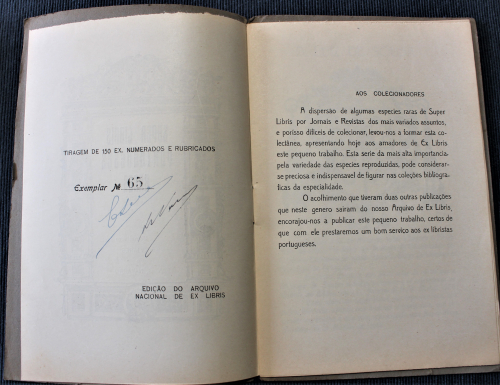 TIRAGEM DE 150 EX. NUMERADOS E RUBRICADOS
Exemplar Nº 65
EDIÇÃO DO ARQUIVO
NACIONAL DE EX LIBRIS
AOS COLECIONADORES
A dispersão de algumas especies raras de Super
Libris por Jornais e Revistas dos mais variados assuntos,
e porisso dificeis de colecionar, levou-nos a formar esta co-
lectânea, apresentando hoje aos amadores de Ex Libris
este pequeno trabalho. Esta serie da mais alta importancia,
pela variedade das especies reproduzidas, pode considerar-
se preciosa e indispensavel de figurar nas coleções bibliogra-
ficas da especialidade.
O acolhimento que tiveram duas outras publicações
que neste genero sairam do nosso Arquivo de Ex Libris,
encorajou-nos a publicar este pequeno trabalho, certos de
que com ele prestaremos um bom serviço aos ex libristas
portugueses.